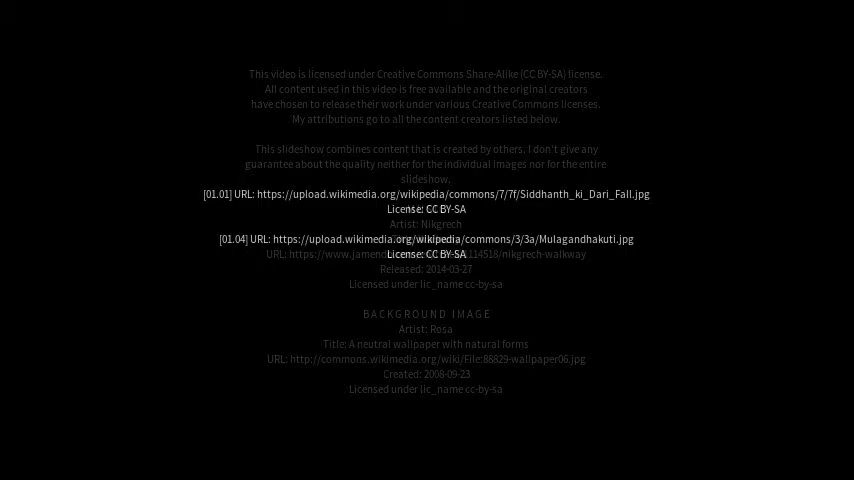 This video is licensed under Creative Commons Share-Alike (CC BY-SA) license.
All content used in this video is free available and the original creators
have chosen to release their work under various Creative Commons licenses.
My attributions go to all the content creators listed below.
This slideshow combines content that is created by others. I don't give any
guarantee about the quality neither for the individual images nor for the entire
slideshow.
[01.01] URL: https://upload.wikimedia.org/wikipedia/commons/7/7f/Siddhanth_ki_Dari_Fall.jpg
License: CC BY-SA
Artist: Nikgrech
[01.04] URL: https://upload.wikimedia.org/wikipedia/commons/3/3a/Mulagandhakuti.jpg
License: CC BY-SA
URL:
Released: 2014-03-27
Licensed under lic_name cc-by-sa
BACKGROUND IMAGE
Artist: Rosa
Title: A neutral wallpaper with natural forms
URL: http://commons.wikimedia.org/wiki/File:88829-wallpaper06.jpg
Created: 2008-09-23
Licensed under lic_name cc-by-sa